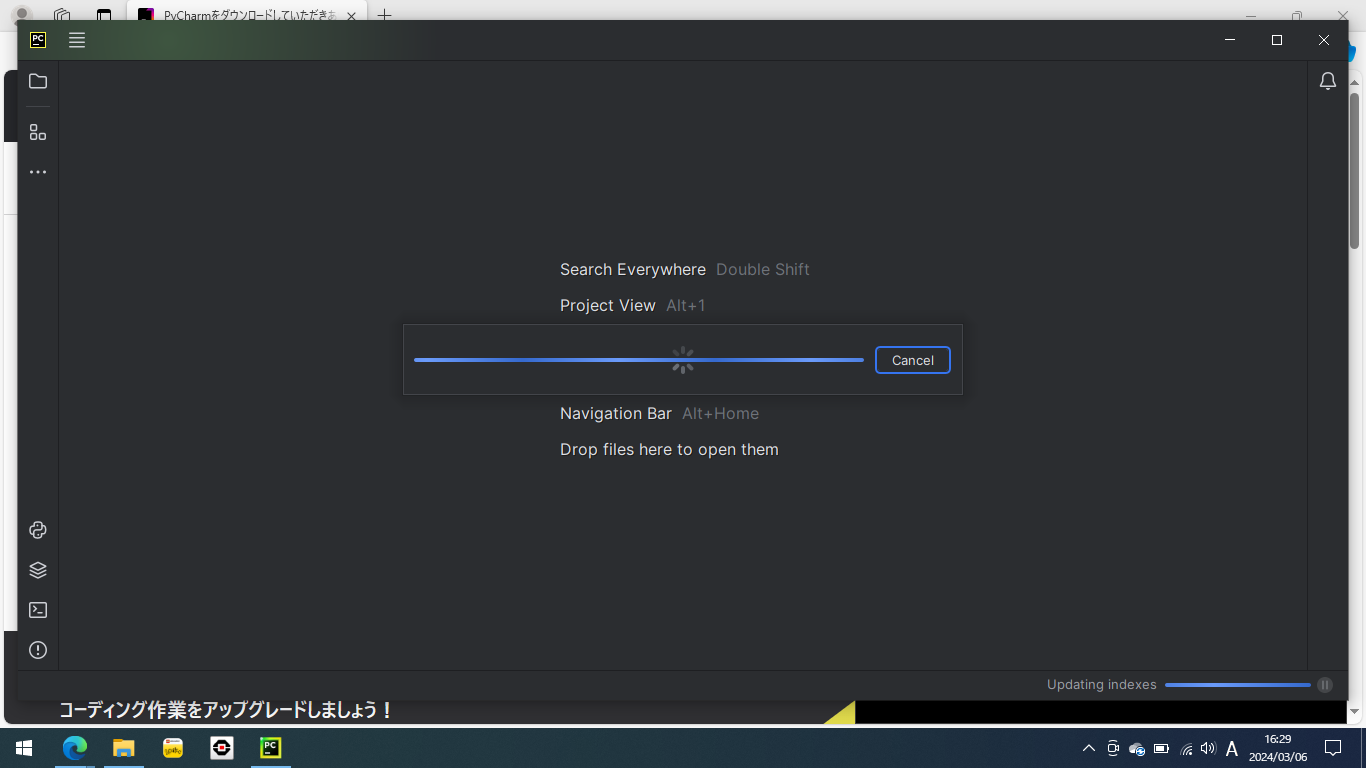 PyCharmをダウンロードしていただきあ
PC
Search Everywhere Double Shift
Project View Alt+1
Cancel
Navigation Bar Alt+Home
Drop files here to open them
Updating indexes
コーディング作業をアップグレードしましょう！
PC
A
16:29
2024/03/06